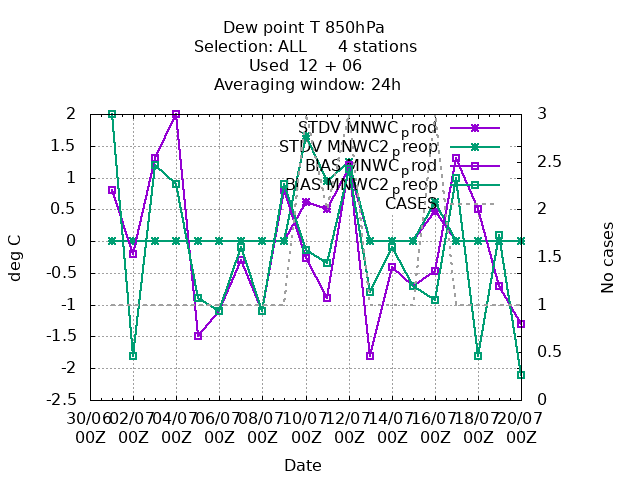 Dew point T 850hPa
Selection: ALL      4 stations
Used  12 + 06
Averaging window: 24h
STDV MNWC_prod
STDV MNWC2_preop
BIAS MNWC_prod
BIAS MNWC2_preop
CASES
2
1.5
1
0.5
0
-0.5
-1
-1.5
-2
-2.5
deg C
3
2.5
2
1.5
1
0.5
0
No cases
30/06 02/07 04/07 06/07 08/07 10/07 12/07 14/07 16/07 18/07 20/07
00Z 00Z 00Z 00Z 00Z 00Z 00Z 00Z 00Z 00Z 00Z
Date